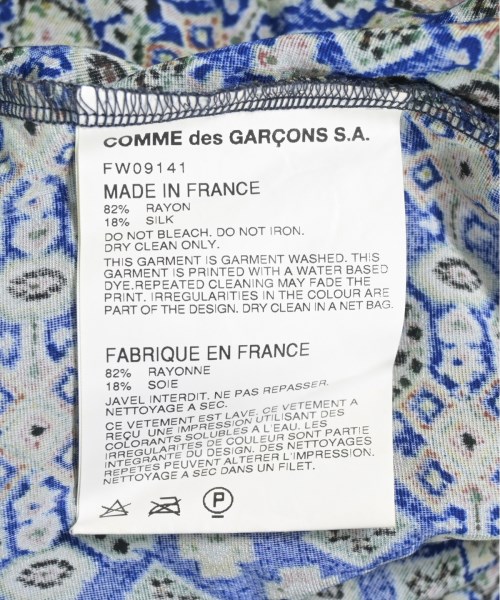 COMME des GARÇONS S.A.
FW09141
MADE IN FRANCE
82% RAYON
18% SILK
DO NOT BLEACH. DO NOT IRON.
DRY CLEAN ONLY.
THIS GARMENT IS GARMENT WASHED. THIS
GARMENT IS PRINTED WITH A WATER BASED
DYE.REPEATED CLEANING MAY FADE THE
PRINT. IRREGULARITIES IN THE COLOUR ARE
PART OF THE DESIGN. DRY CLEAN IN A NET BAG.
FABRIQUE EN FRANCE
82% RAYONNE
18% SOIE
JAVEL INTERDIT. NE PAS REPASSER.
NETTOYAGE A SEC.
CE VETEMENT EST LAVE. CE VETEMENT A
REÇU UNE IMPRESSION UTILISANT DES
COLORANTS SOLUBLES A L'EAU. LES
IRREGULARITES DE COULEUR SONT PARTIE
INTEGRANTE DU DESIGN. DES NETTOYAGES
REPETES PEUVENT ALTERER L'IMPRESSION.
NETTOYAGE A SEC DANS UN FILET.
P